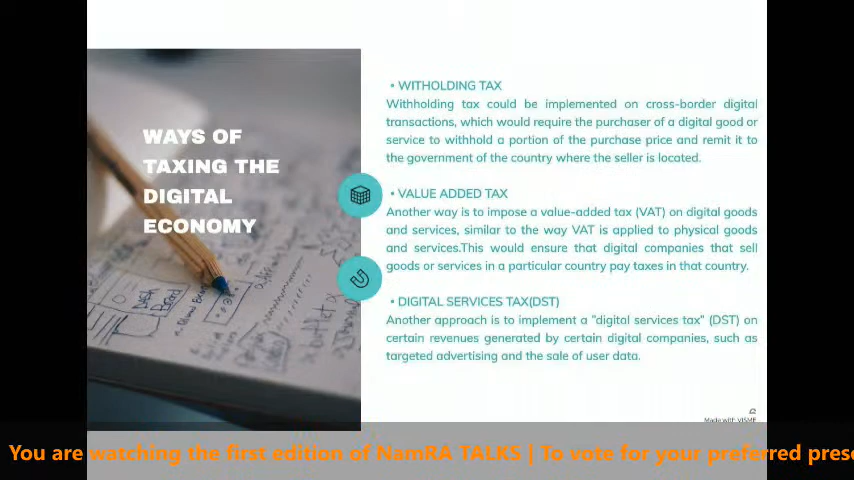 WAYS OF
TAXING THE
DIGITAL
ECONOMY
• WITHOLDING TAX
Withholding tax could be implemented on cross-border digital
transactions, which would require the purchaser of a digital good or
service to withhold a portion of the purchase price and remit it to
the government of the country where the seller is located.
• VALUE ADDED TAX
Another way is to impose a value-added tax (VAT) on digital goods
and services, similar to the way VAT is applied to physical goods
and services.This would ensure that digital companies that sell
goods or services in a particular country pay taxes in that country.
• DIGITAL SERVICES TAX(DST)
Another approach is to implement a "digital services tax" (DST) on
certain revenues generated by certain digital companies, such as
targeted advertising and the sale of user data.
Made with VISME
You are watching the first edition of NamRA TALKS | To vote for your preferred prese